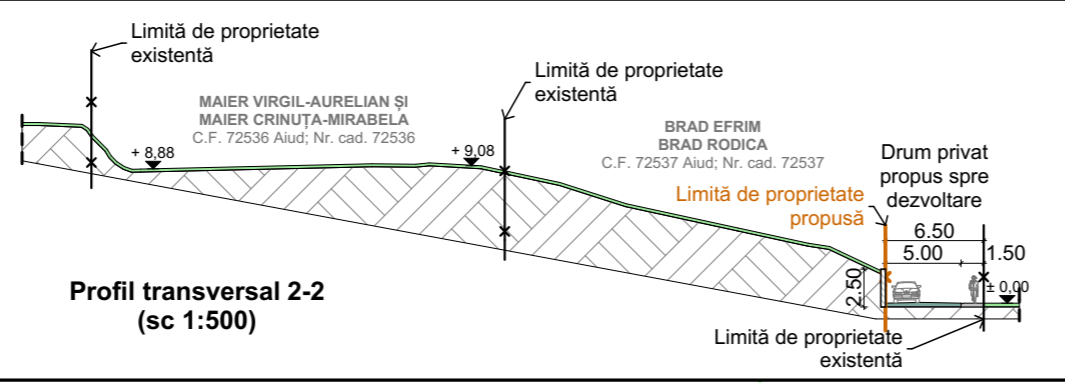 Limită de proprietate
existentă
Limită de proprietate
existentă
MAIER VIRGIL-AURELIAN ȘI
MAIER CRINUȚA-MIRABELA
C.F. 72536 Aiud; Nr. cad. 72536
BRAD EFRIM
BRAD RODICA
C.F. 72537 Aiud; Nr. cad. 72537
Drum privat
propus spre
dezvoltare
+ 8,88
+ 9,08
Limită de proprietate
propusă
6.50
5.00
1.50
2.50
± 0,00
Profil transversal 2-2
(sc 1:500)
Limită de proprietate
existentă